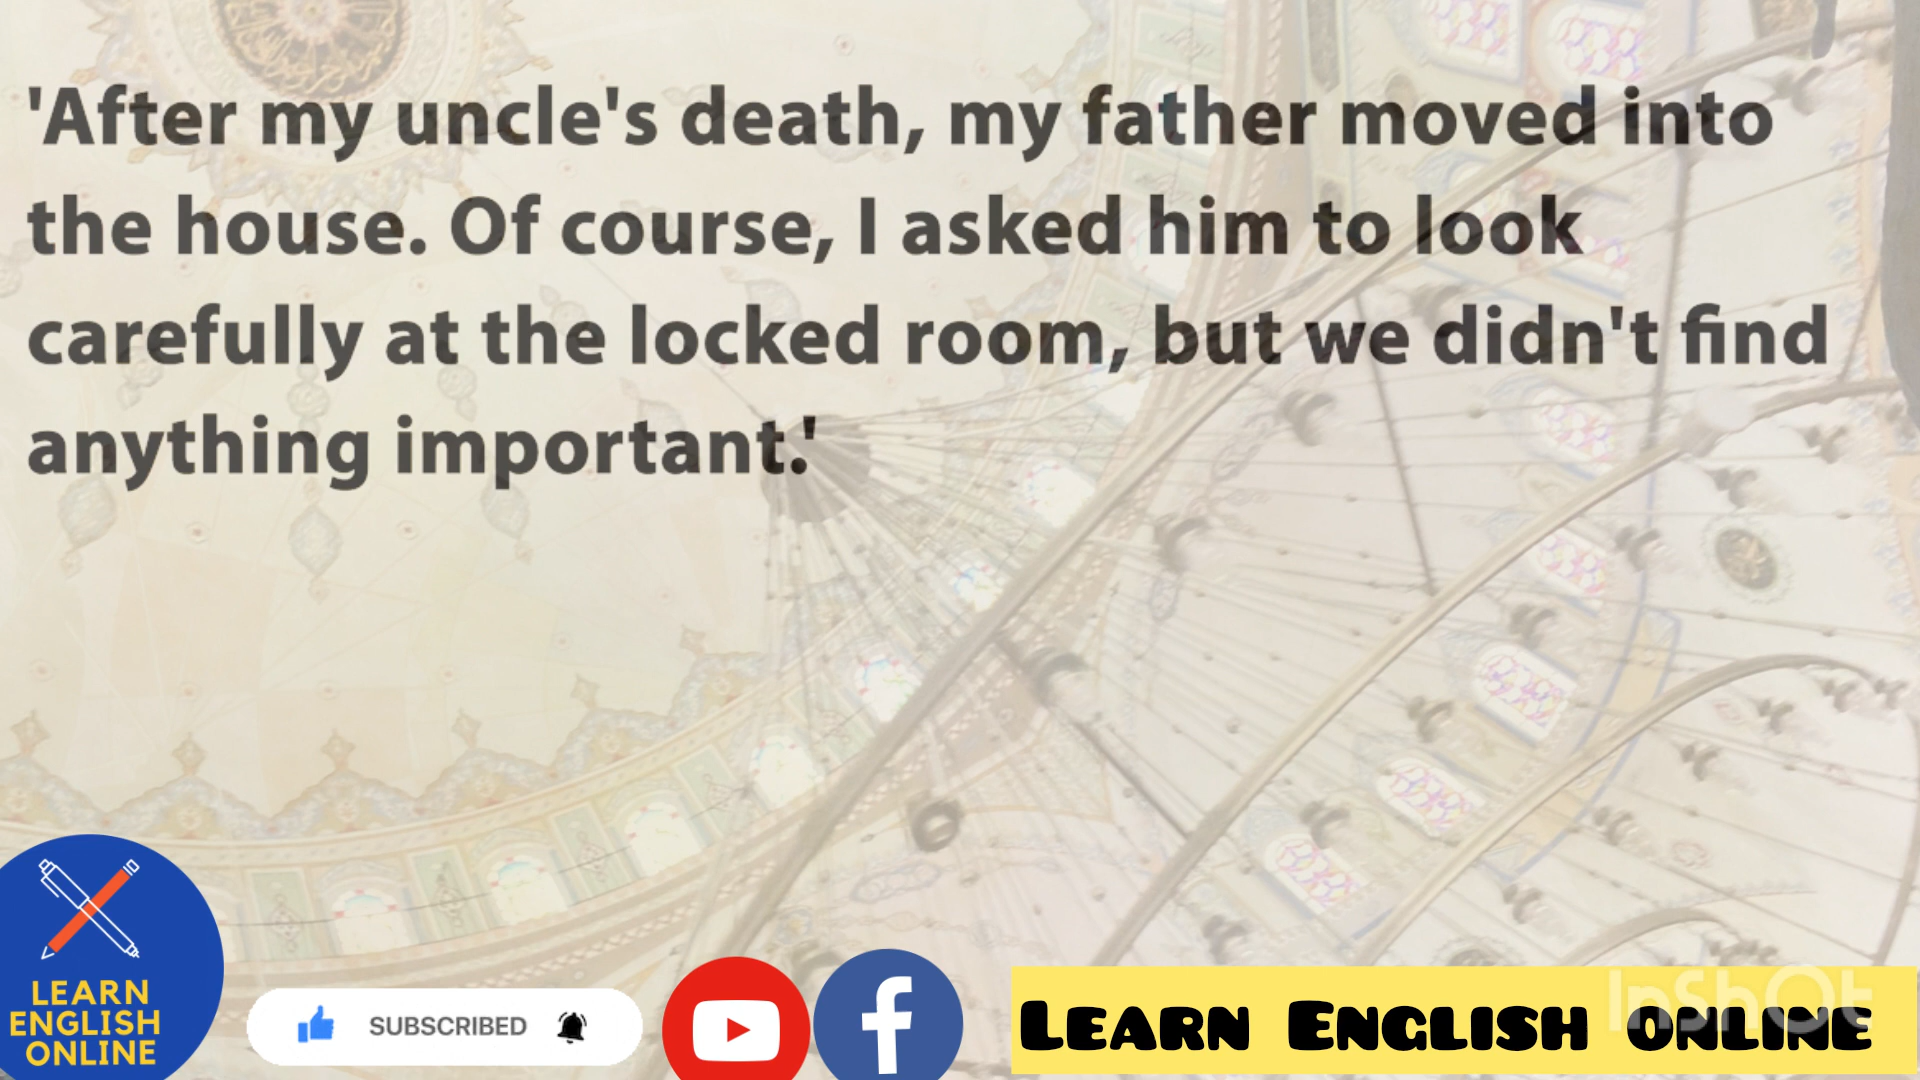 'After my uncle's death, my father moved into
the house. Of course, I asked him to look
carefully at the locked room, but we didn't find
anything important.'
LEARN
ENGLISH
ONLINE
SUBSCRIBED
f
LEARN ENGLISH ONLINE
InShOt